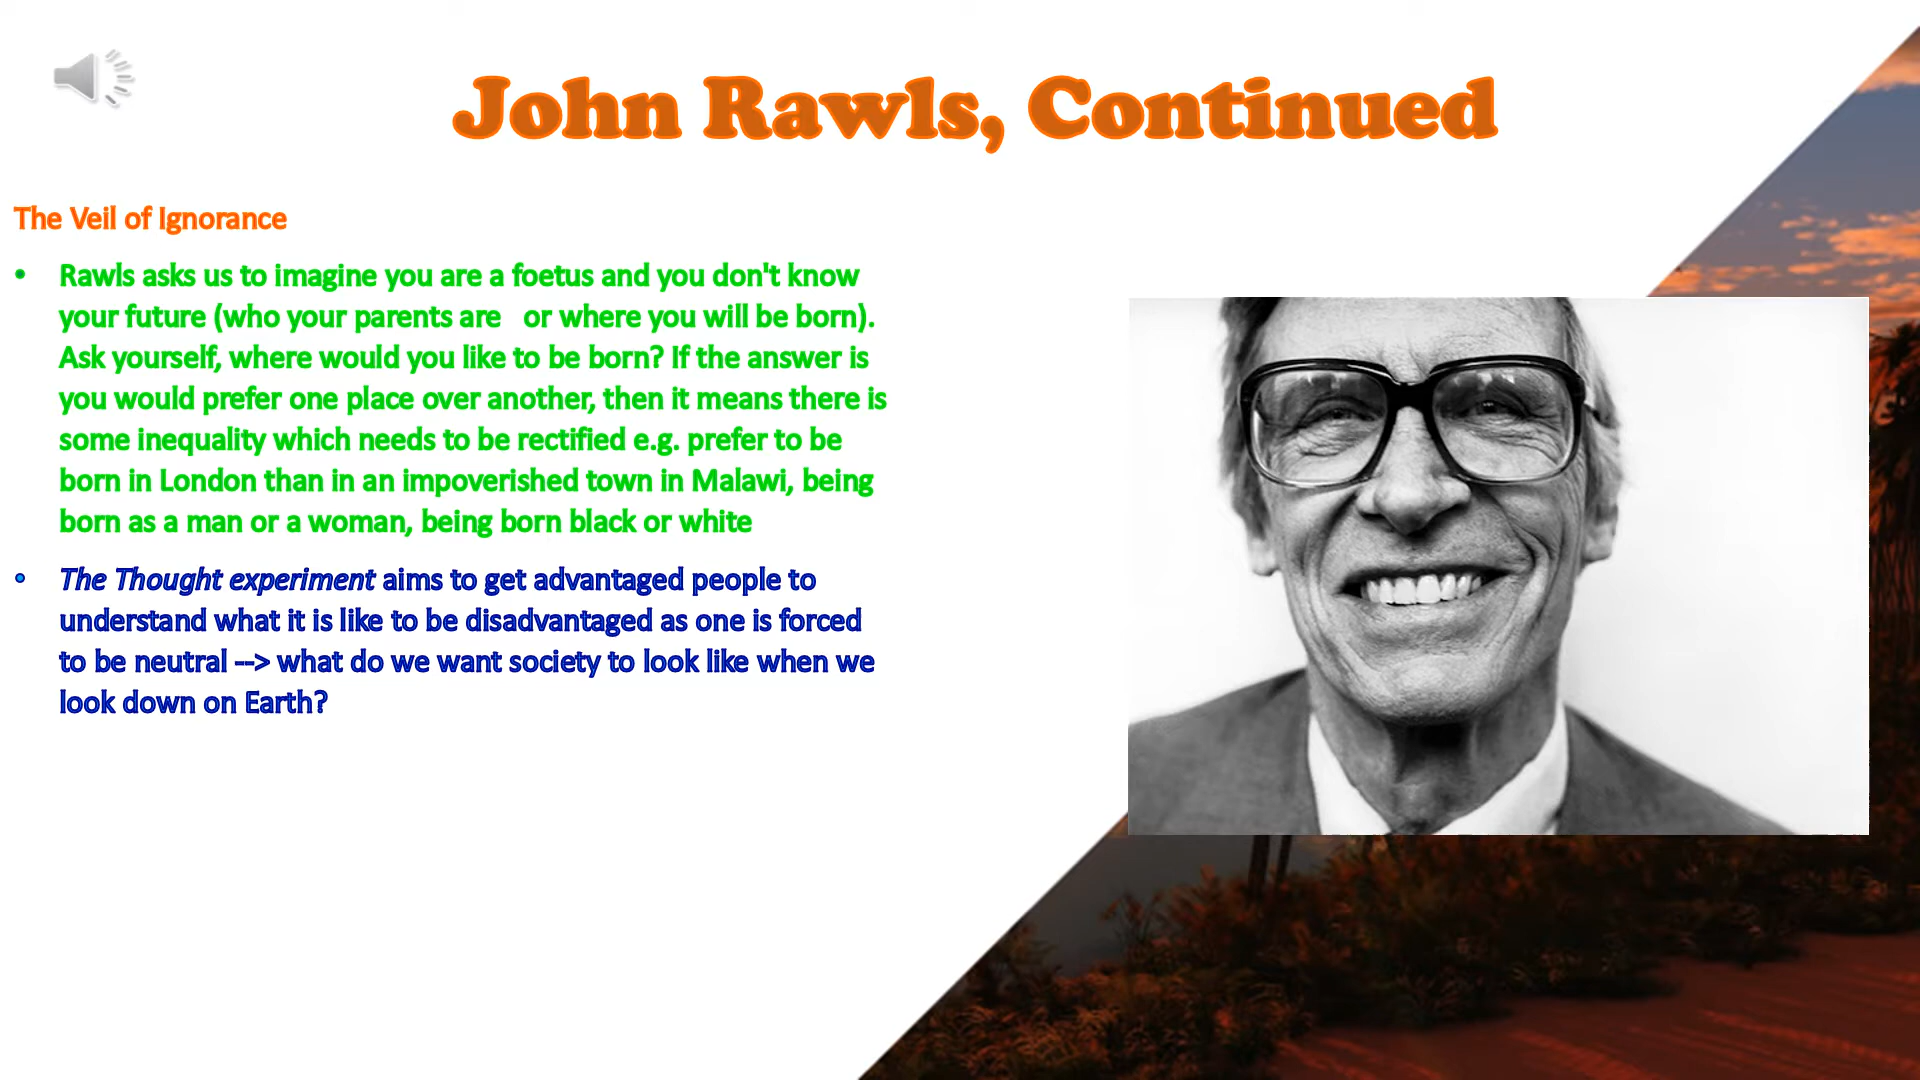 John Rawls, Continued
The Veil of Ignorance
• Rawls asks us to imagine you are a foetus and you don't know
your future (who your parents are   or where you will be born).
Ask yourself, where would you like to be born? If the answer is
you would prefer one place over another, then it means there is
some inequality which needs to be rectified e.g. prefer to be
born in London than in an impoverished town in Malawi, being
born as a man or a woman, being born black or white
• The Thought experiment aims to get advantaged people to
understand what it is like to be disadvantaged as one is forced
to be neutral --> what do we want society to look like when we
look down on Earth?